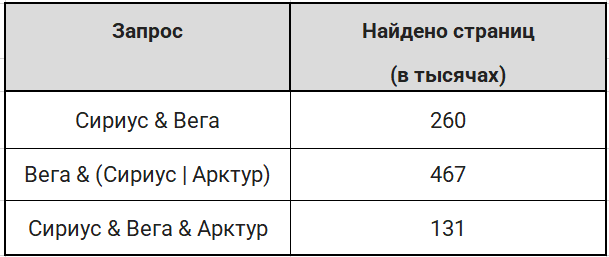 Запрос Найдено страниц
(в тысячах)
Сириус & Вега 260
Вега & (Сириус | Арктур) 467
Сириус & Вега & Арктур 131